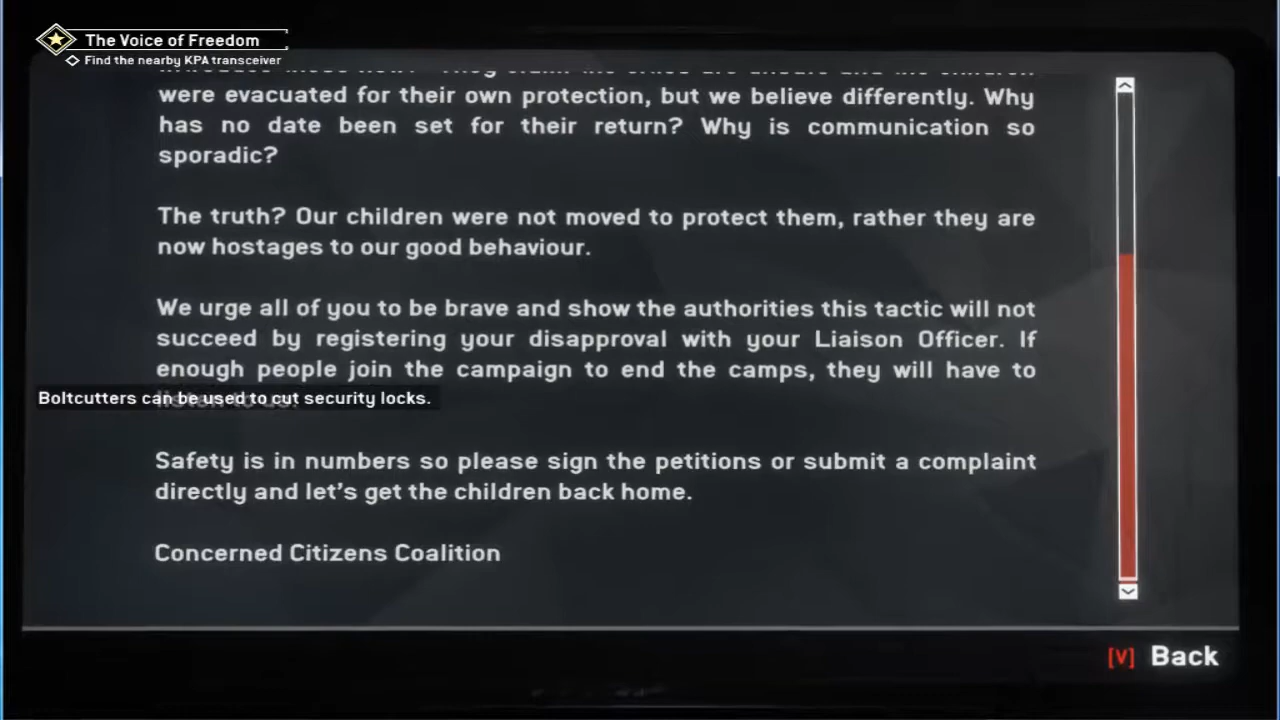 The Voice of Freedom
Find the nearby KPA transceiver
were evacuated for their own protection, but we believe differently. Why
has no date been set for their return? Why is communication so
sporadic?
The truth? Our children were not moved to protect them, rather they are
now hostages to our good behaviour.
We urge all of you to be brave and show the authorities this tactic will not
succeed by registering your disapproval with your Liaison Officer. If
enough people join the campaign to end the camps, they will have to
Boltcutters can be used to cut security locks.
Safety is in numbers so please sign the petitions or submit a complaint
directly and let's get the children back home.
Concerned Citizens Coalition
[V] Back